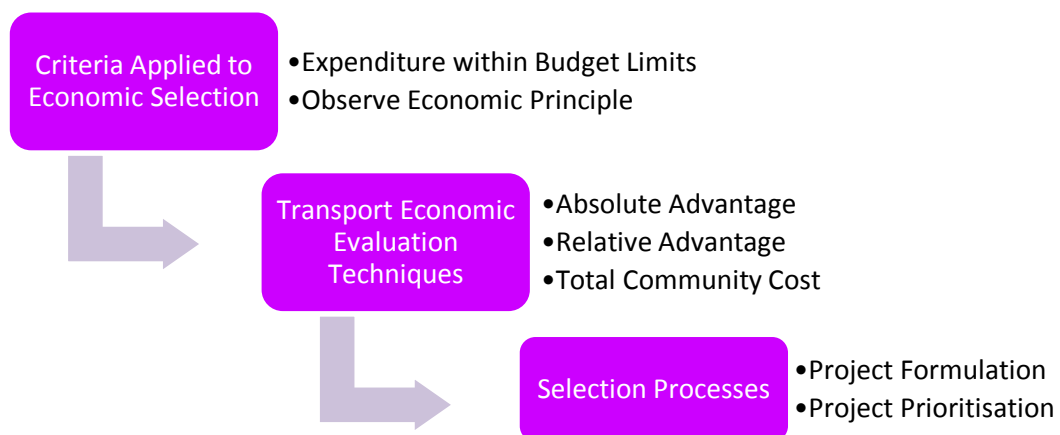 Criteria Applied to
Economic Selection
•Expenditure within Budget Limits
•Observe Economic Principle
Transport Economic
Evaluation
Techniques
•Absolute Advantage
•Relative Advantage
•Total Community Cost
Selection Processes
•Project Formulation
•Project Prioritisation